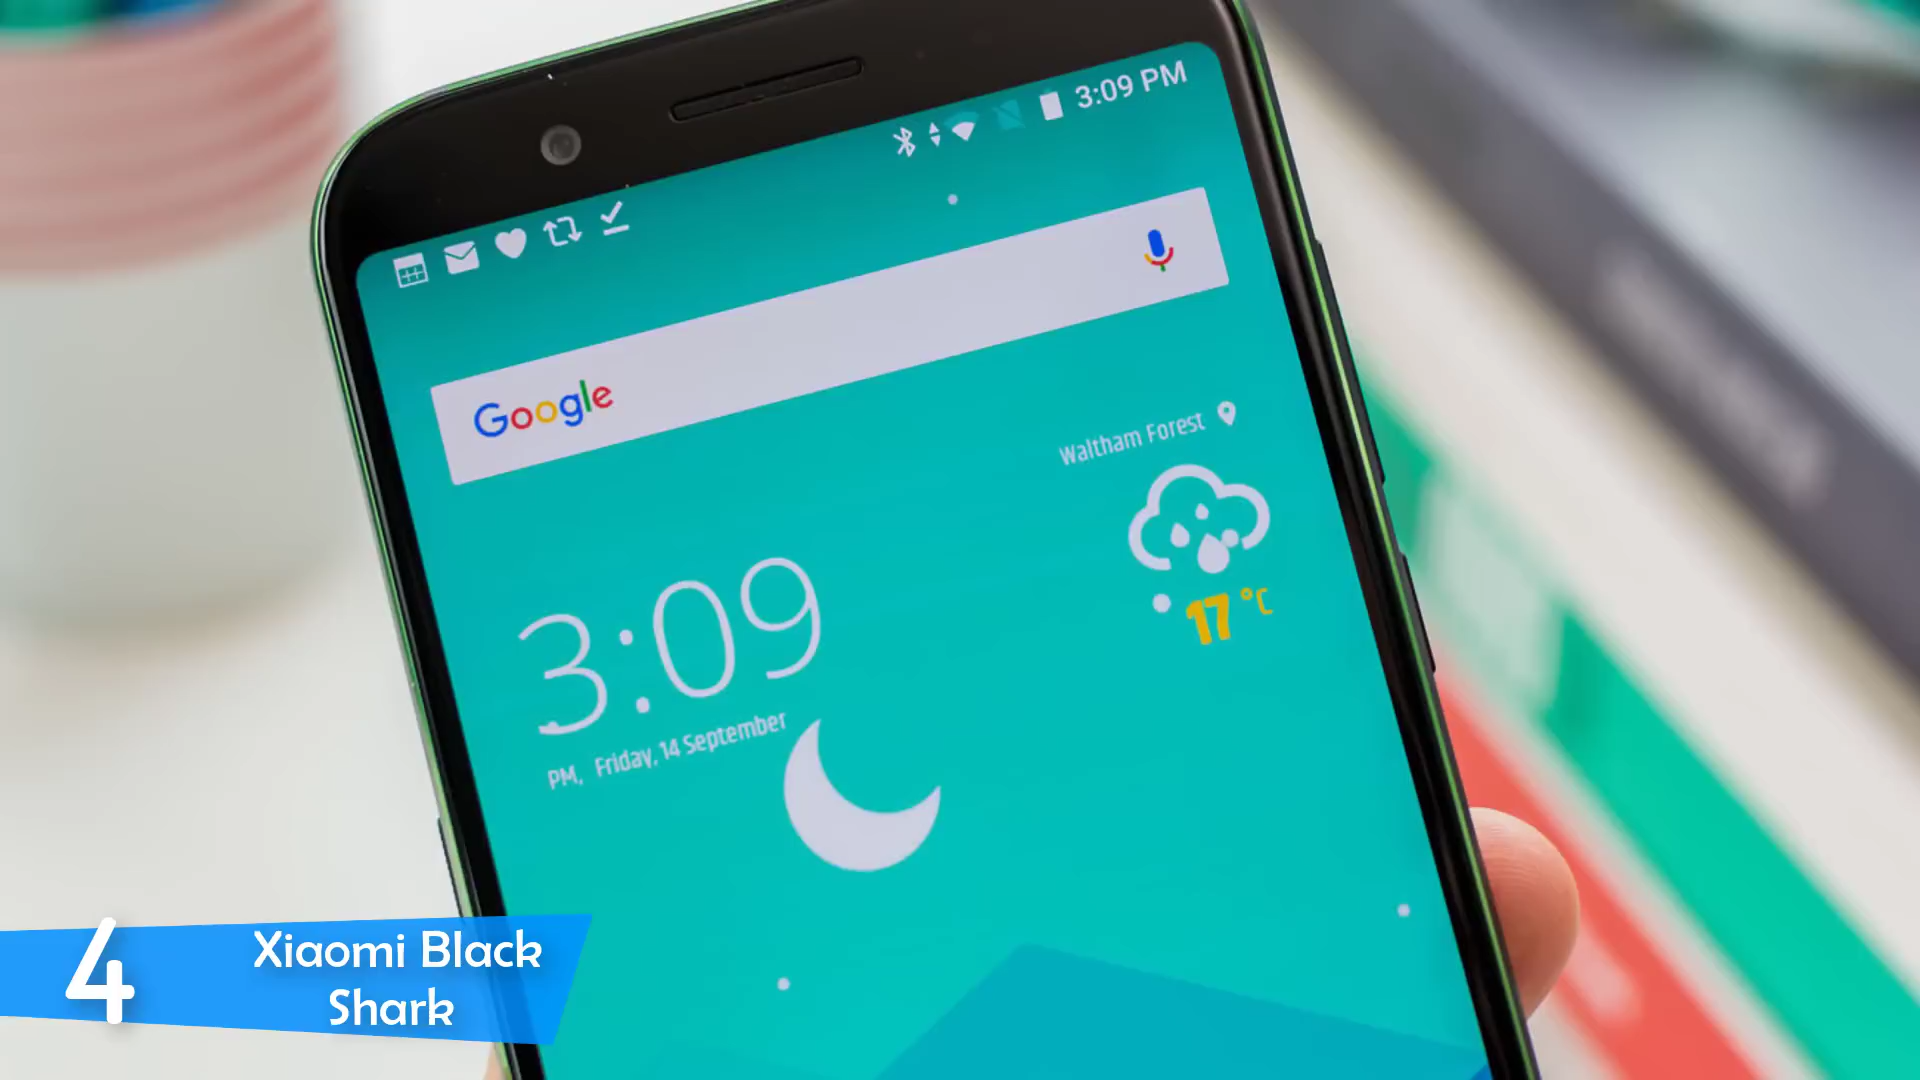 3:09 PM
Google
Waltham Forest
17 °C
3:09
PM, Friday, 14 September
4
Xiaomi Black
Shark